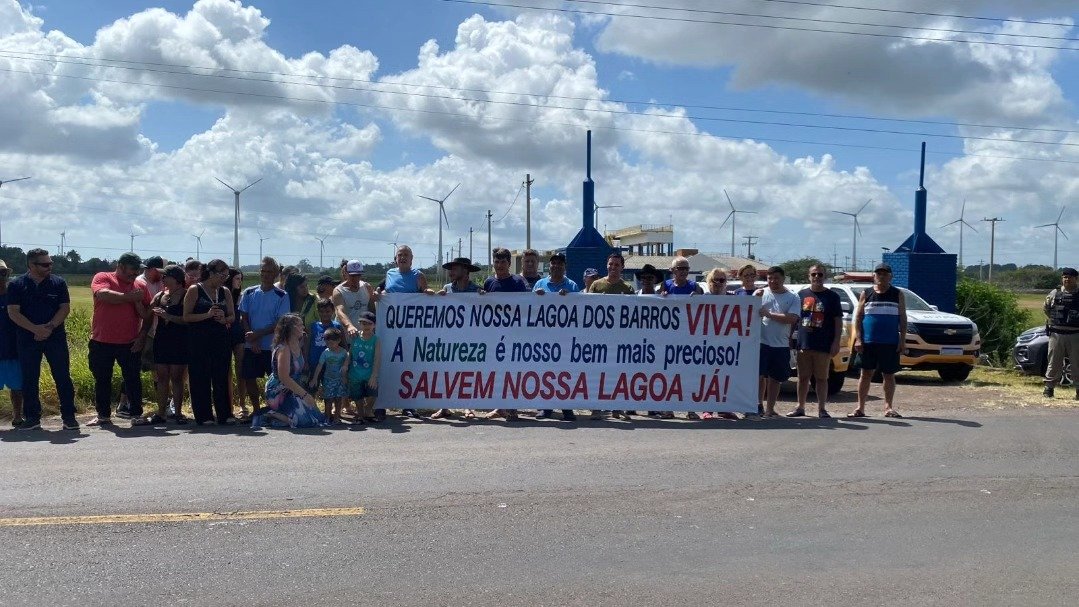 QUEREMOS NOSSA LAGOA DOS BARROS VIVA!
A Natureza é nosso bem mais precioso!
SALVEM NOSSA LAGOA JÁ!